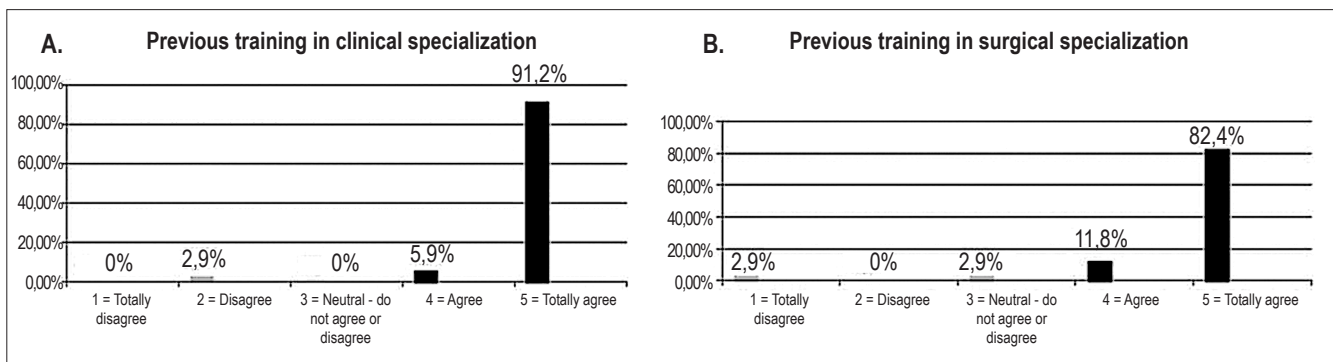 A. Previous training in clinical specialization
100,00%
80,00%
60,00%
40,00%
20,00%
0,00%
0%
2,9%
0%
5,9%
91,2%
1 = Totally
disagree
2 = Disagree
3 = Neutral - do
not agree or
disagree
4 = Agree
5 = Totally agree
B. Previous training in surgical specialization
100,00%
80,00%
60,00%
40,00%
20,00%
0,00%
2,9%
0%
2,9%
11,8%
82,4%
1 = Totally
disagree
2 = Disagree
3 = Neutral - do
not agree or
disagree
4 = Agree
5 = Totally agree